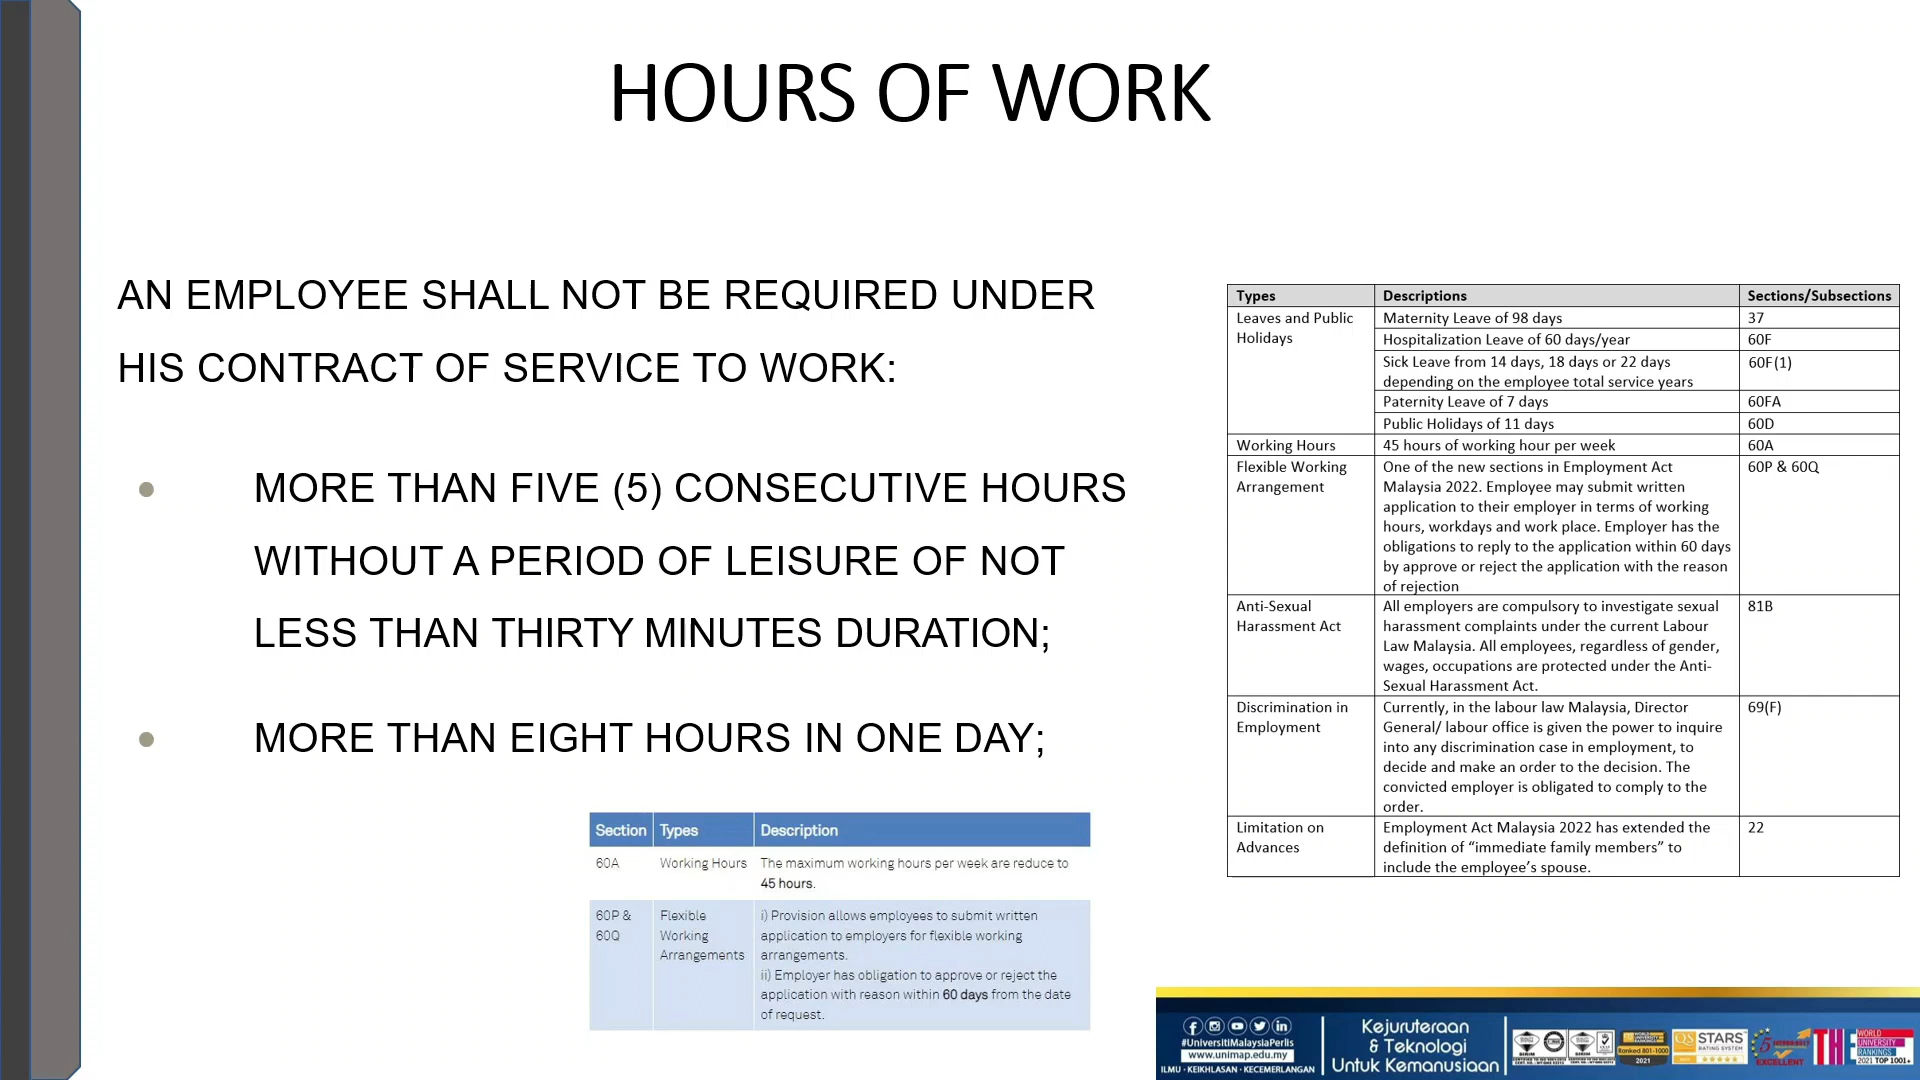 HOURS OF WORK
AN EMPLOYEE SHALL NOT BE REQUIRED UNDER
HIS CONTRACT OF SERVICE TO WORK:
MORE THAN FIVE (5) CONSECUTIVE HOURS
WITHOUT A PERIOD OF LEISURE OF NOT
LESS THAN THIRTY MINUTES DURATION;
MORE THAN EIGHT HOURS IN ONE DAY;
Section Types Description
60A Working Hours The maximum working hours per week are reduce to
45 hours.
60P & Flexible i) Provision allows employees to submit written
60Q Working application to employers for flexible working
Arrangements arrangements.
ii) Employer has obligation to approve or reject the
application with reason within 60 days from the date
of request.
Types Descriptions Sections/Subsections
Leaves and Public Maternity Leave of 98 days 37
Holidays Hospitalization Leave of 60 days/year 60F
Sick Leave from 14 days, 18 days or 22 days 60F(1)
depending on the employee total service years
Paternity Leave of 7 days 60FA
Public Holidays of 11 days 60D
Working Hours 45 hours of working hour per week 60A
Flexible Working One of the new sections in Employment Act 60P & 60Q
Arrangement Malaysia 2022. Employee may submit written
application to their employer in terms of working
hours, workdays and work place. Employer has the
obligations to reply to the application within 60 days
by approve or reject the application with the reason
of rejection
Anti-Sexual All employers are compulsory to investigate sexual 81B
Harassment Act harassment complaints under the current Labour
Law Malaysia. All employees, regardless of gender,
wages, occupations are protected under the Anti-
Sexual Harassment Act.
Discrimination in Currently, in the labour law Malaysia, Director 69(F)
Employment General/ labour office is given the power to inquire
into any discrimination case in employment, to
decide and make an order to the decision. The
convicted employer is obligated to comply to the
order.
Limitation on Employment Act Malaysia 2022 has extended the 22
Advances definition of “immediate family members” to
include the employee’s spouse.
#UniversitiMalaysiaPerlis
www.unimap.edu.my
ILMU · KEIKHLASAN · KECEMERLANGAN
Kejuruteraan
& Teknologi
Untuk Kemanusiaan
Ranked 801-1000
2021
QS STARS
RATING SYSTEM
5
EXCELLENT
THE
WORLD
UNIVERSITY
RANKINGS
2021 TOP 1001+